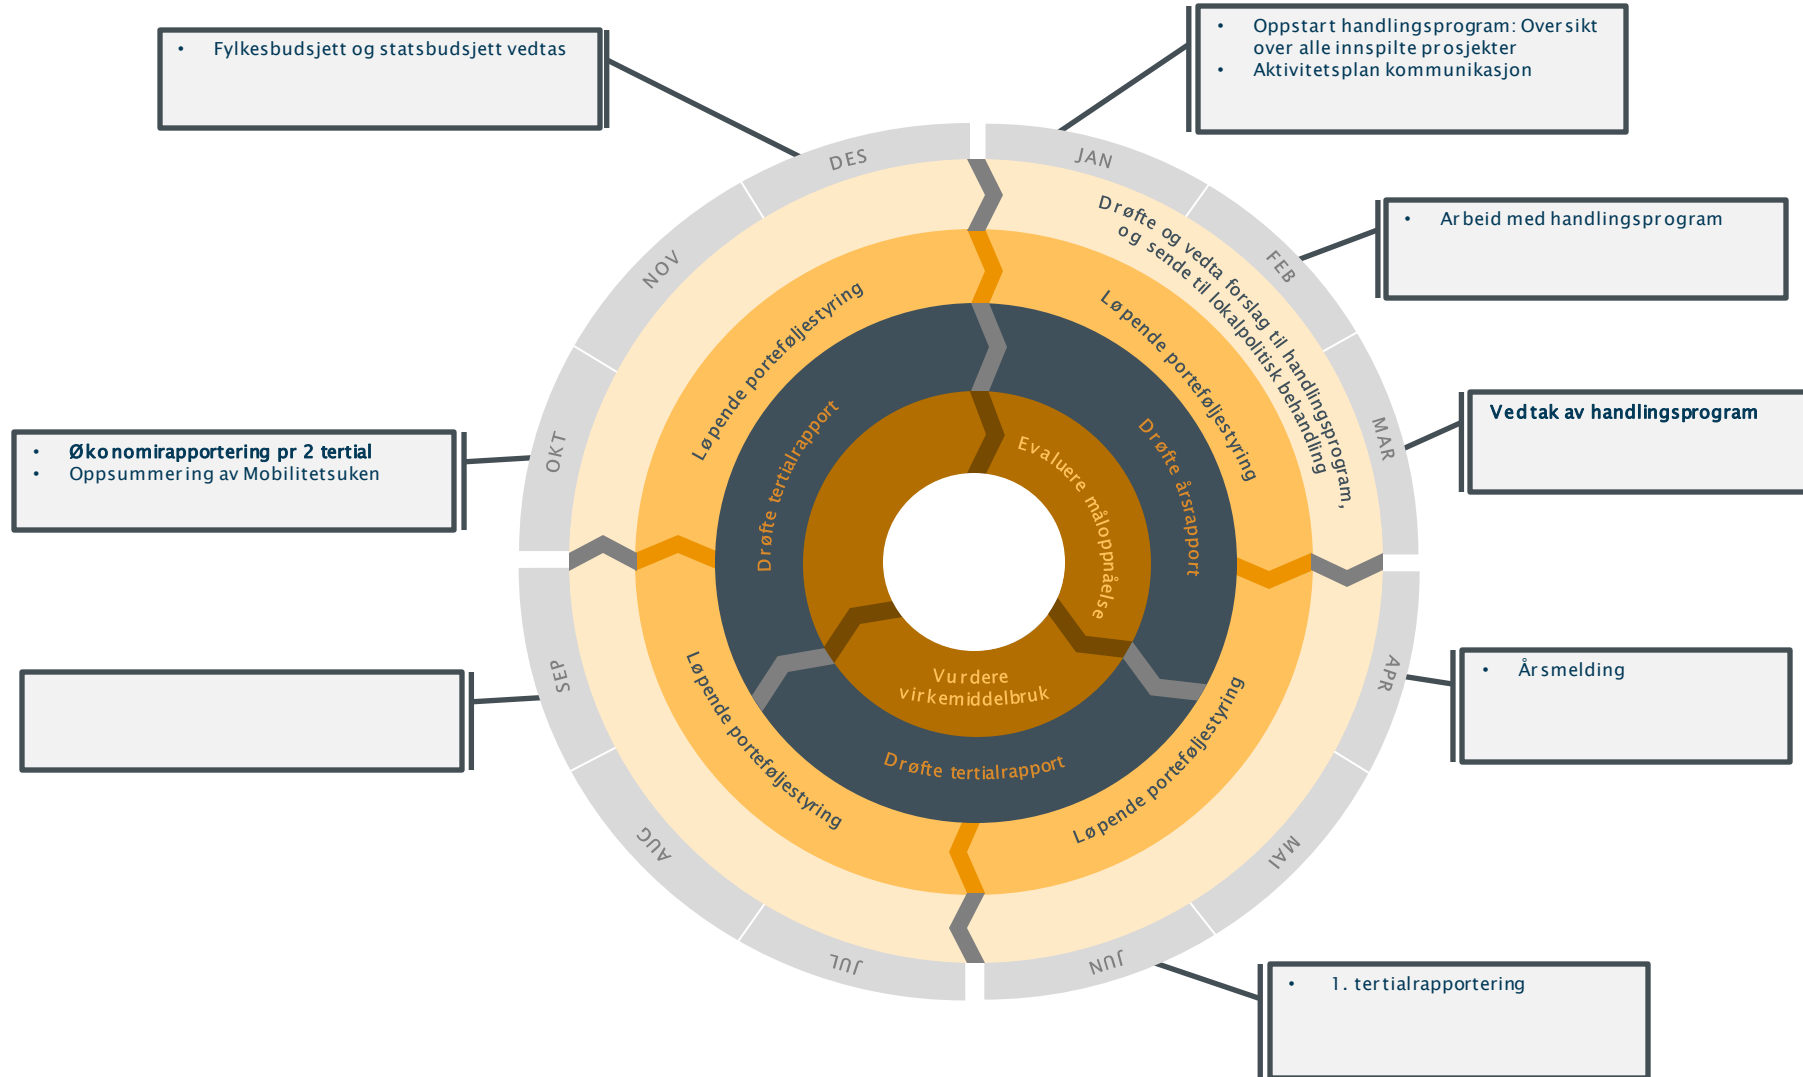 • Fylkesbudsjett og statsbudsjett vedtas
• Oppstart handlingsprogram: Oversikt
over alle innspilte prosjekter
• Aktivitetsplan kommunikasjon
• Arbeid med handlingsprogram
Vedtak av handlingsprogram
• Årsmelding
• 1. tertialrapportering
• Økonomirapportering pr 2 tertial
• Oppsummering av Mobilitetsuken
JAN
FEB
MAR
APR
MAI
JUN
JUL
AUG
SEP
OKT
NOV
DES
Drøfte og vedta forslag til handlingsprogram,
og sende til lokalpolitisk behandling
Løpende porteføljestyring
Løpende porteføljestyring
Løpende porteføljestyring
Løpende porteføljestyring
Drøfte årsrapport
Drøfte tertialrapport
Drøfte tertialrapport
Evaluere måloppnåelse
Vurdere
virkemiddelbruk